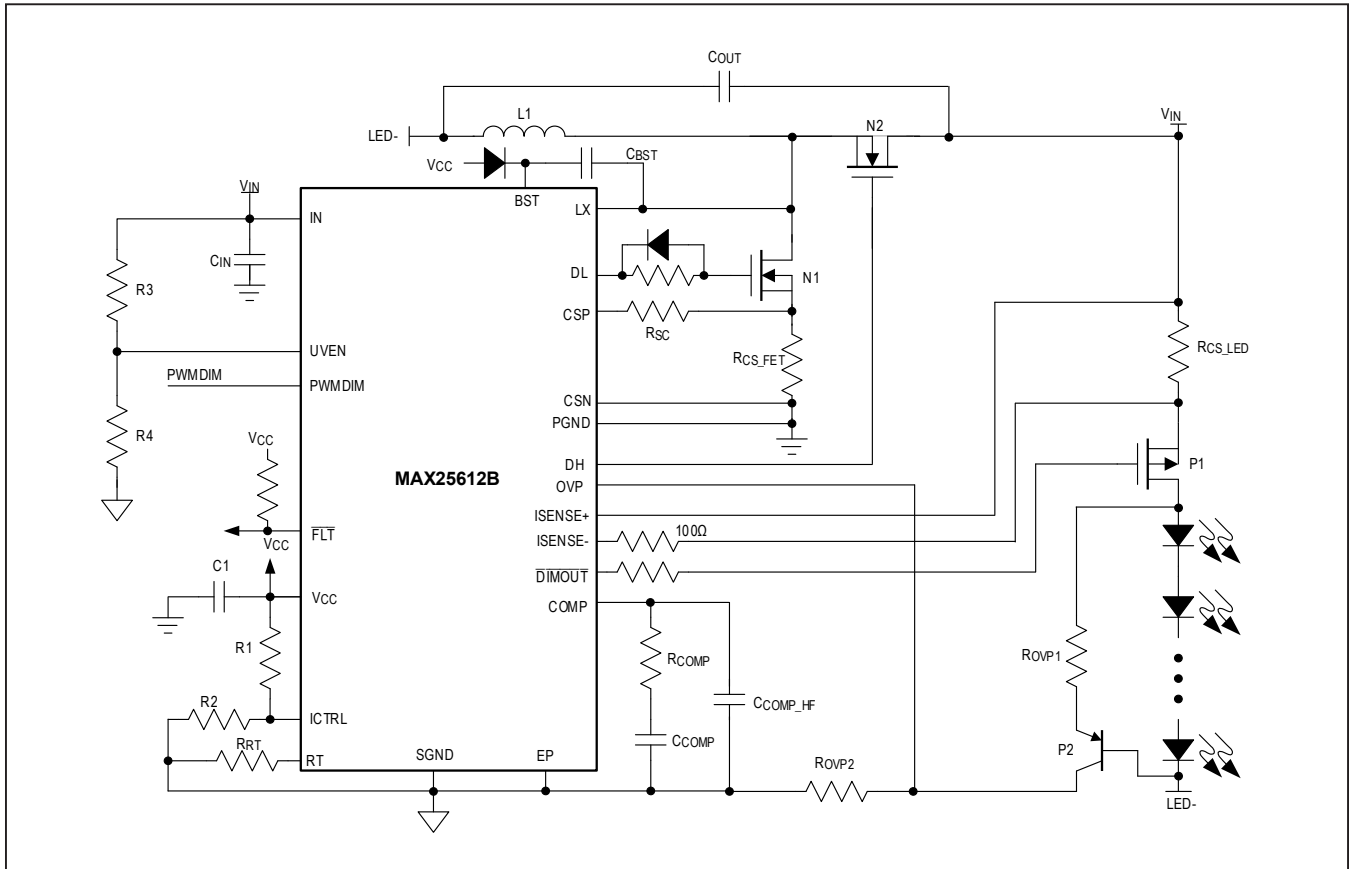 COUT
L1
N2
VIN
LED-
VCC
CBST
BST
VIN
IN
LX
CIN
R3
DL
N1
CSP
RSC
RCS_LED
UVEN
RCS_FET
PWMDIM
PWMDIM
CSN
PGND
R4
VCC
MAX25612B
DH
P1
OVP
ISENSE+
FLT
100Ω
ISENSE-
VCC
DIMOUT
C1
VCC
COMP
R1
RCOMP
ROVP1
R2
ICTRL
CCOMP_HF
RRT
CCOMP
P2
RT
SGND
EP
ROVP2
LED-